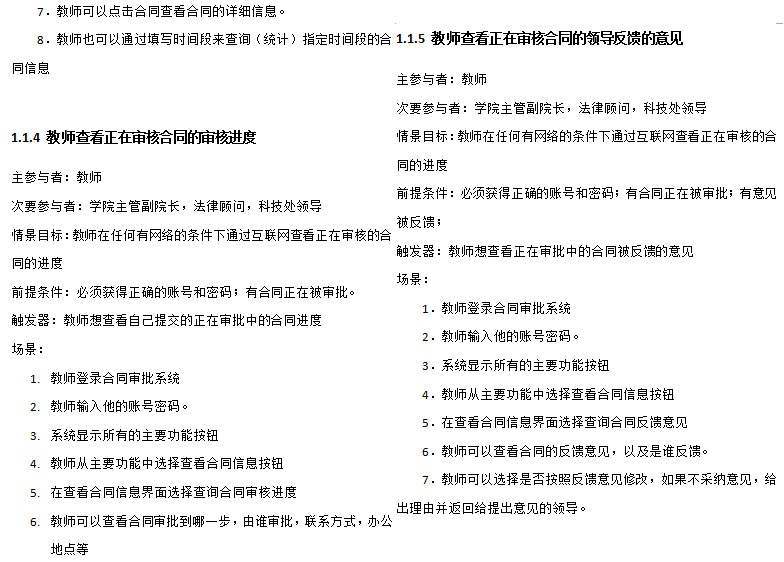 7．教师可以点击合同查看合同的详细信息。
8．教师也可以通过填写时间段来查询（统计）指定时间段的合
同信息
1.1.4 教师查看正在审核合同的审核进度
主参与者：教师
次要参与者：学院主管副院长，法律顾问，科技处领导
情景目标：教师在任何有网络的条件下通过互联网查看正在审核的合
同的进度
前提条件：必须获得正确的账号和密码；有合同正在被审批。
触发器：教师想查看自己提交的正在审批中的合同进度
场景：
1. 教师登录合同审批系统
2. 教师输入他的账号密码。
3. 系统显示所有的主要功能按钮
4. 教师从主要功能中选择查看合同信息按钮
5. 在查看合同信息界面选择查询合同审核进度
6. 教师可以查看合同审批到哪一步，由谁审批，联系方式，办公
地点等
1.1.5 教师查看正在审核合同的领导反馈的意见
主参与者：教师
次要参与者：学院主管副院长，法律顾问，科技处领导
情景目标：教师在任何有网络的条件下通过互联网查看正在审核的合
同的进度
前提条件：必须获得正确的账号和密码；有合同正在被审批；有意见
被反馈；
触发器：教师想查看正在审批中的合同被反馈的意见
场景：
1．教师登录合同审批系统
2．教师输入他的账号密码。
3．系统显示所有的主要功能按钮
4．教师从主要功能中选择查看合同信息按钮
5．在查看合同信息界面选择查询合同反馈意见
6．教师可以查看合同的反馈意见，以及是谁反馈。
7．教师可以选择是否按照反馈意见修改，如果不采纳意见，给
出理由并返回给提出意见的领导。